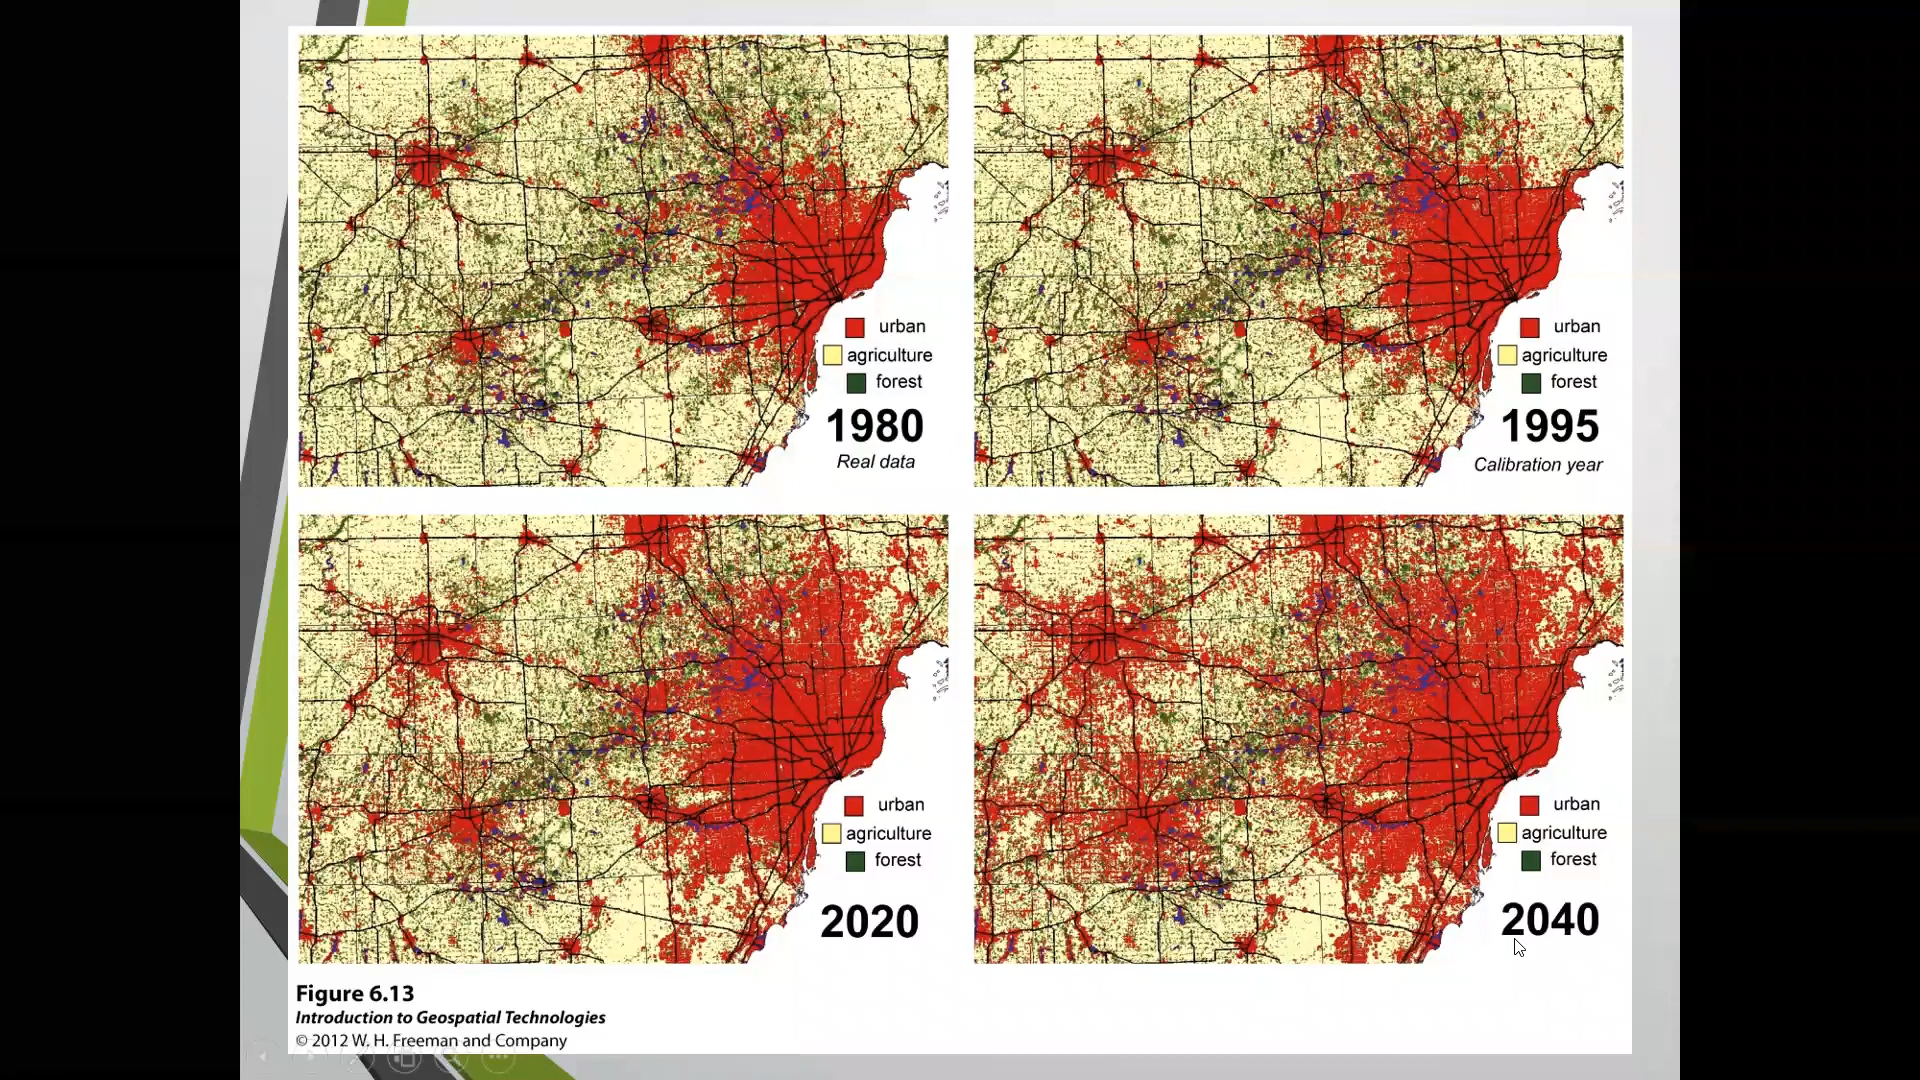 urban
agriculture
forest
1980
Real data
urban
agriculture
forest
1995
Calibration year
urban
agriculture
forest
2020
urban
agriculture
forest
2040
Figure 6.13
Introduction to Geospatial Technologies
© 2012 W. H. Freeman and Company